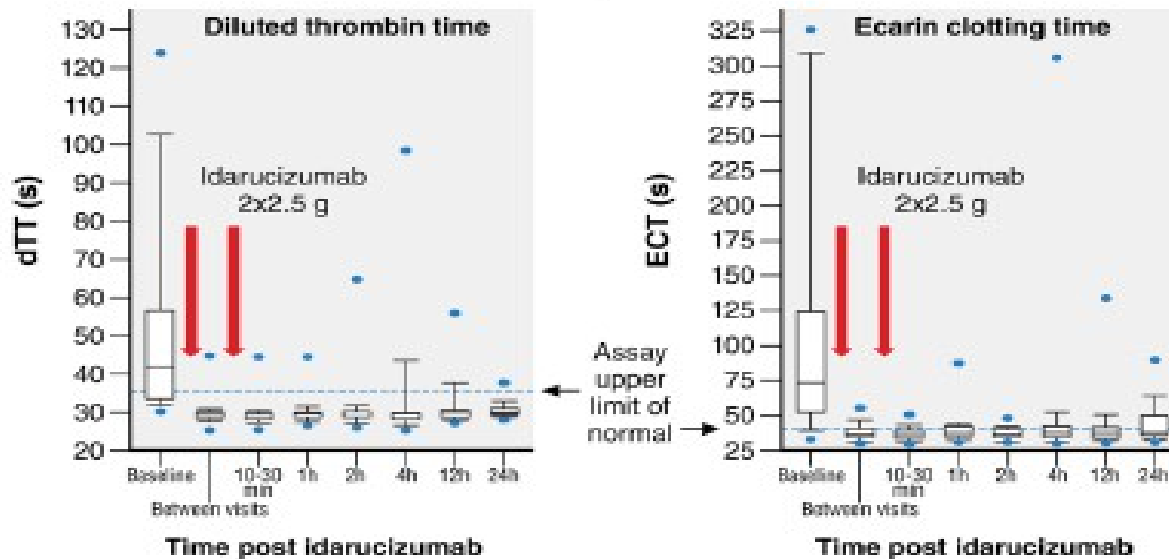 Diluted thrombin time
130
120
110
100
90
80
70
60
50
40
30
20
dTT (s)
Idarucizumab
2x2.5 g
Baseline
Between visits
10-30
min
1h
2h
4h
12h
24h
Time post idarucizumab
Assay
upper
limit of
normal
Ecarin clotting time
325
300
275
250
225
200
175
150
125
100
75
50
25
ECT (s)
Idarucizumab
2x2.5 g
Baseline
Between visits
10-30
min
1h
2h
4h
12h
24h
Time post idarucizumab